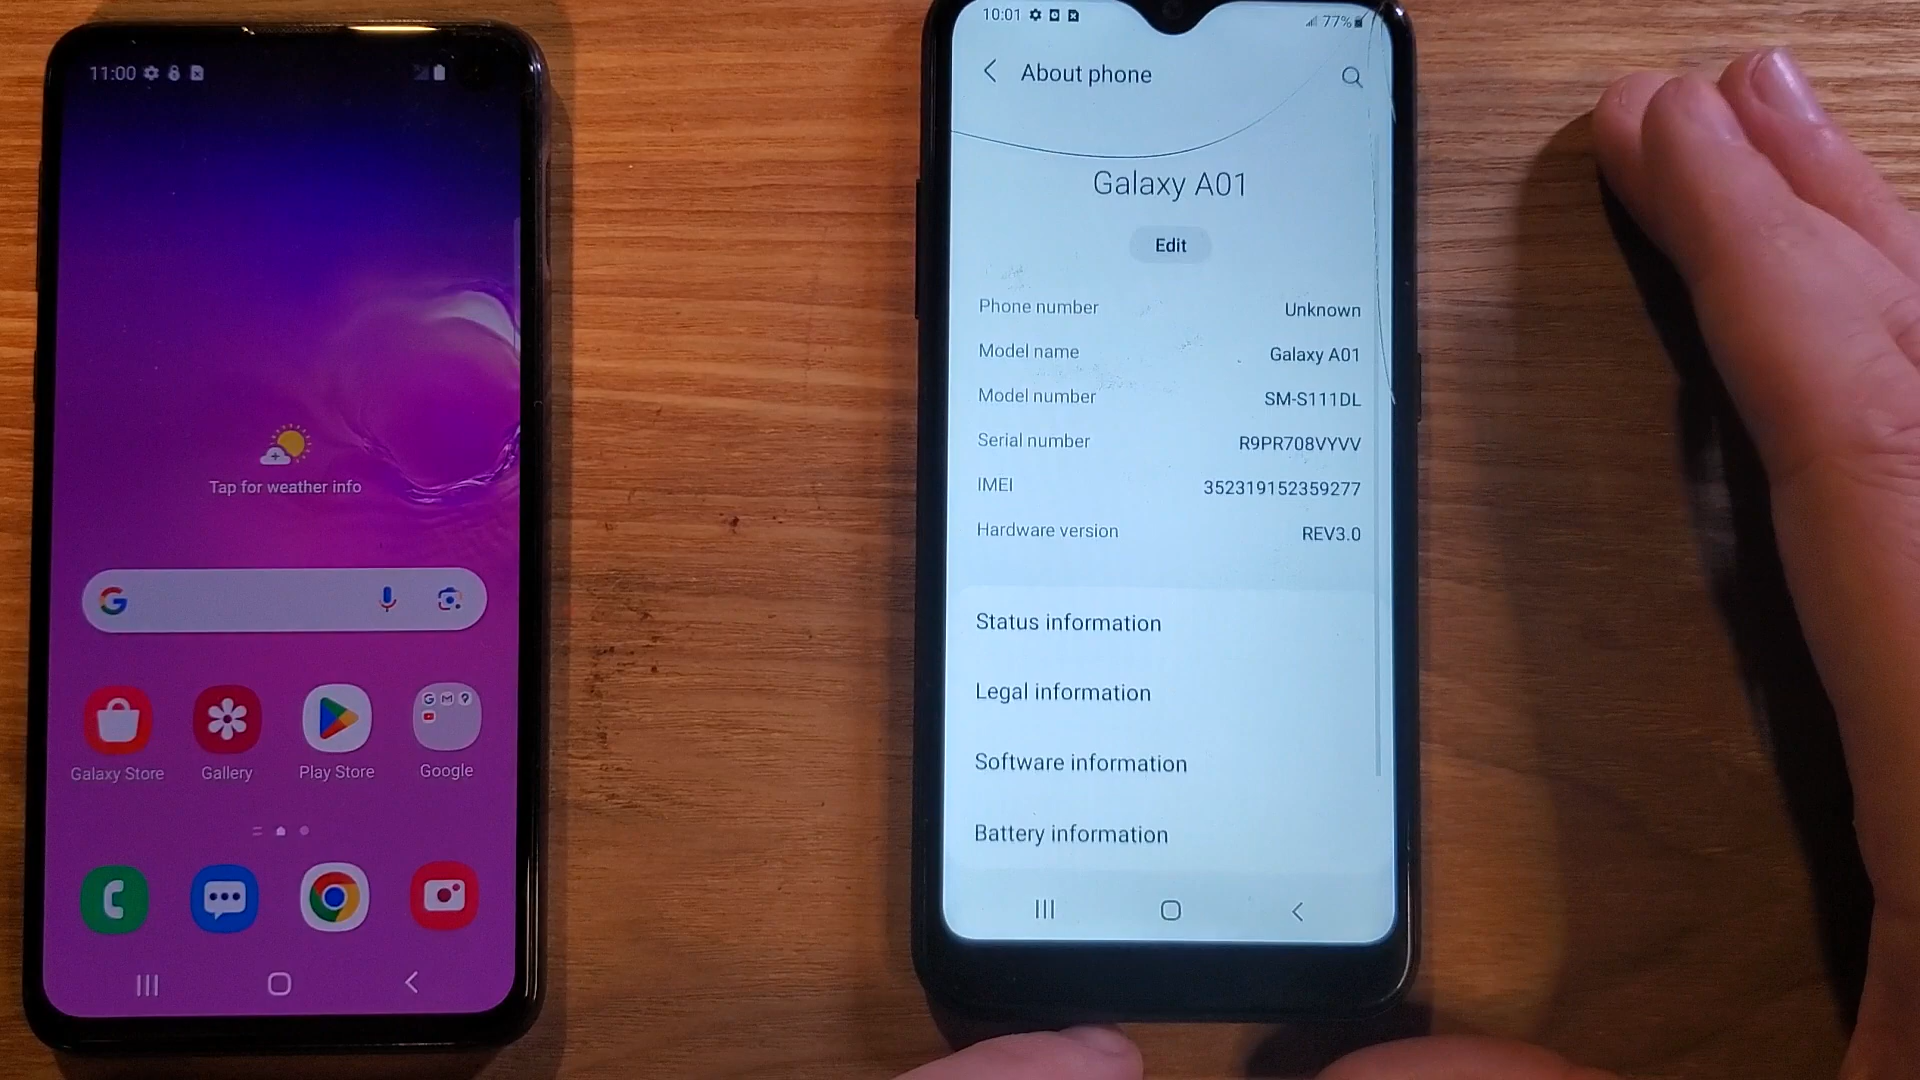 11:00
Tap for weather info
Galaxy Store
Gallery
Play Store
Google
10:01
77%
About phone
Galaxy A01
Edit
Phone number Unknown
Model name Galaxy A01
Model number SM-S111DL
Serial number R9PR708VYVV
IMEI 352319152359277
Hardware version REV3.0
Status information
Legal information
Software information
Battery information